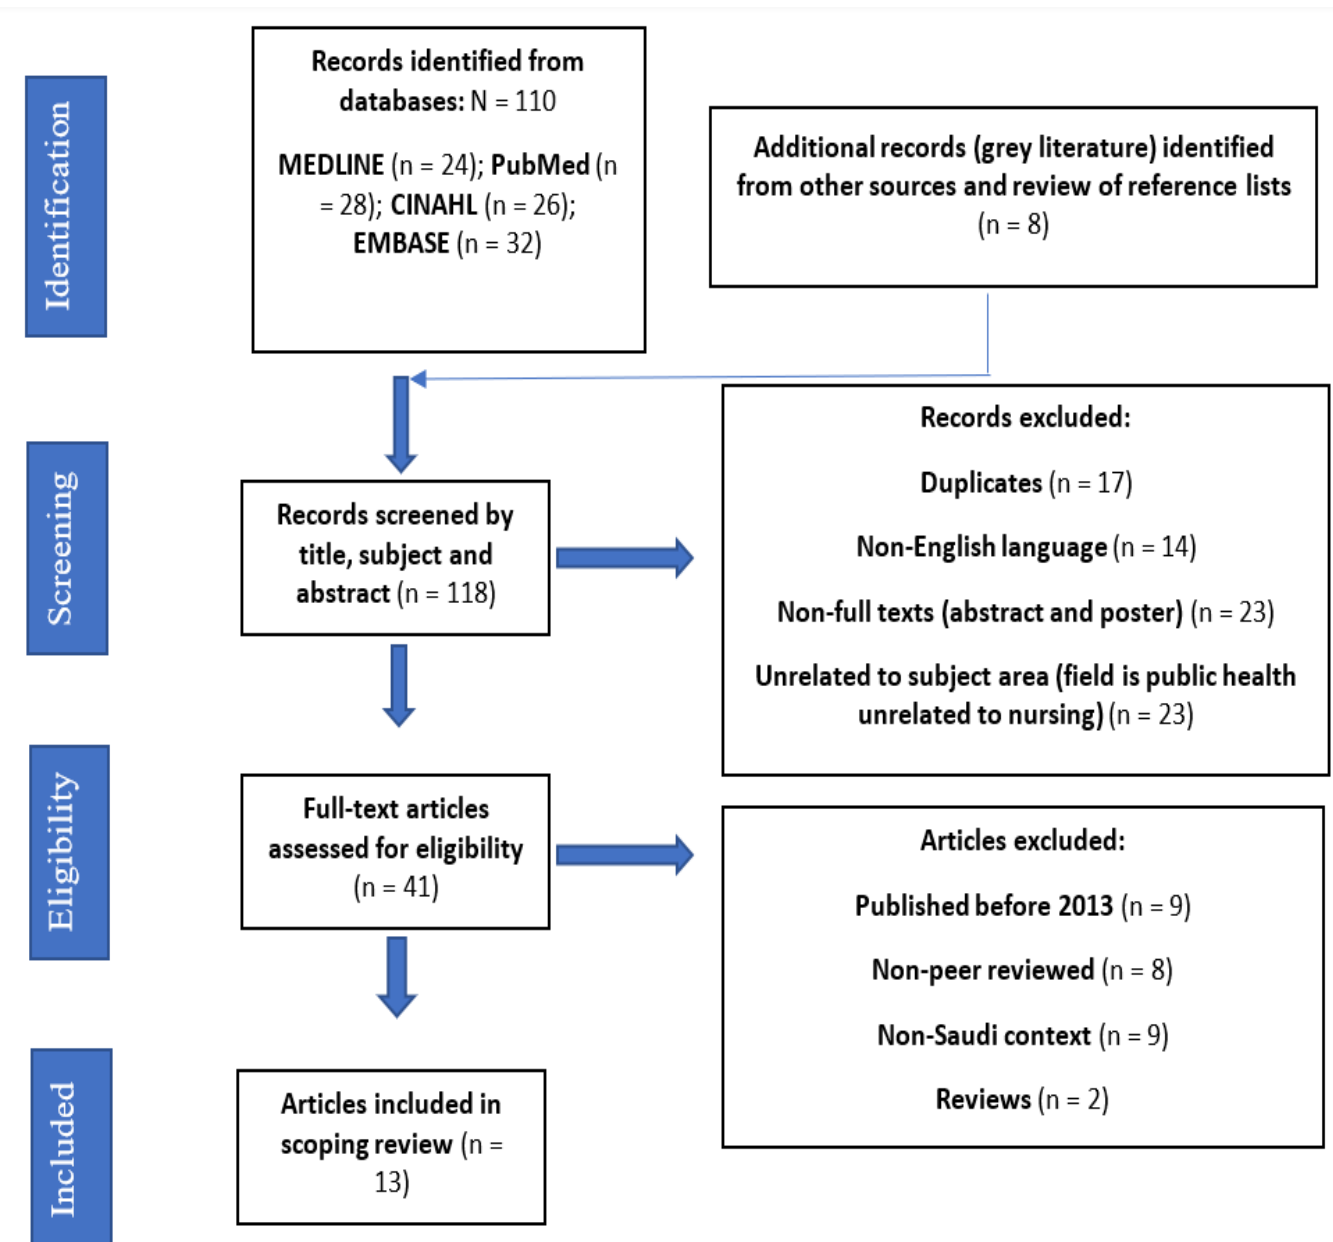 Identification
Records identified from
databases: N = 110
MEDLINE (n = 24); PubMed (n
= 28); CINAHL (n = 26);
EMBASE (n = 32)
Additional records (grey literature) identified
from other sources and review of reference lists
(n = 8)
Screening
Records screened by
title, subject and
abstract (n = 118)
Records excluded:
Duplicates (n = 17)
Non-English language (n = 14)
Non-full texts (abstract and poster) (n = 23)
Unrelated to subject area (field is public health
unrelated to nursing) (n = 23)
Eligibility
Full-text articles
assessed for eligibility
(n = 41)
Articles excluded:
Published before 2013 (n = 9)
Non-peer reviewed (n = 8)
Non-Saudi context (n = 9)
Reviews (n = 2)
Included
Articles included in
scoping review (n =
13)